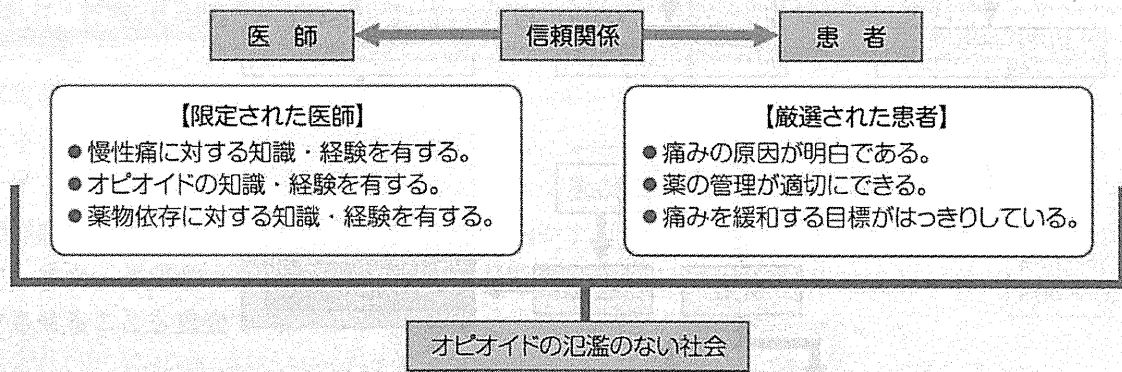 医 師
信頼関係
患 者
【限定された医師】
● 慢性痛に対する知識・経験を有する。
● オピオイドの知識・経験を有する。
● 薬物依存に対する知識・経験を有する。
【厳選された患者】
● 痛みの原因が明白である。
● 薬の管理が適切にできる。
● 痛みを緩和する目標がはっきりしている。
オピオイドの氾濫のない社会